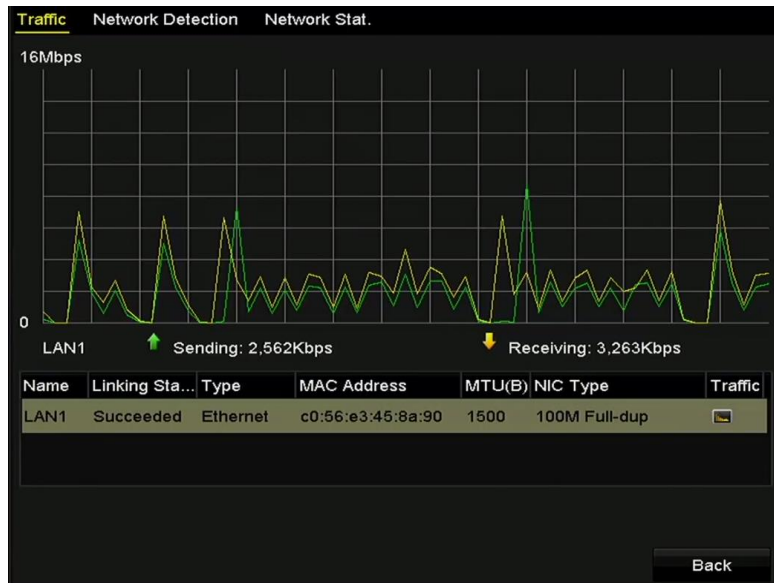 Traffic Network Detection Network Stat.
16Mbps
0
LAN1 Sending: 2,562Kbps Receiving: 3,263Kbps
Name Linking Sta... Type MAC Address MTU(B) NIC Type Traffic
LAN1 Succeeded Ethernet c0:56:e3:45:8a:90 1500 100M Full-dup
Back